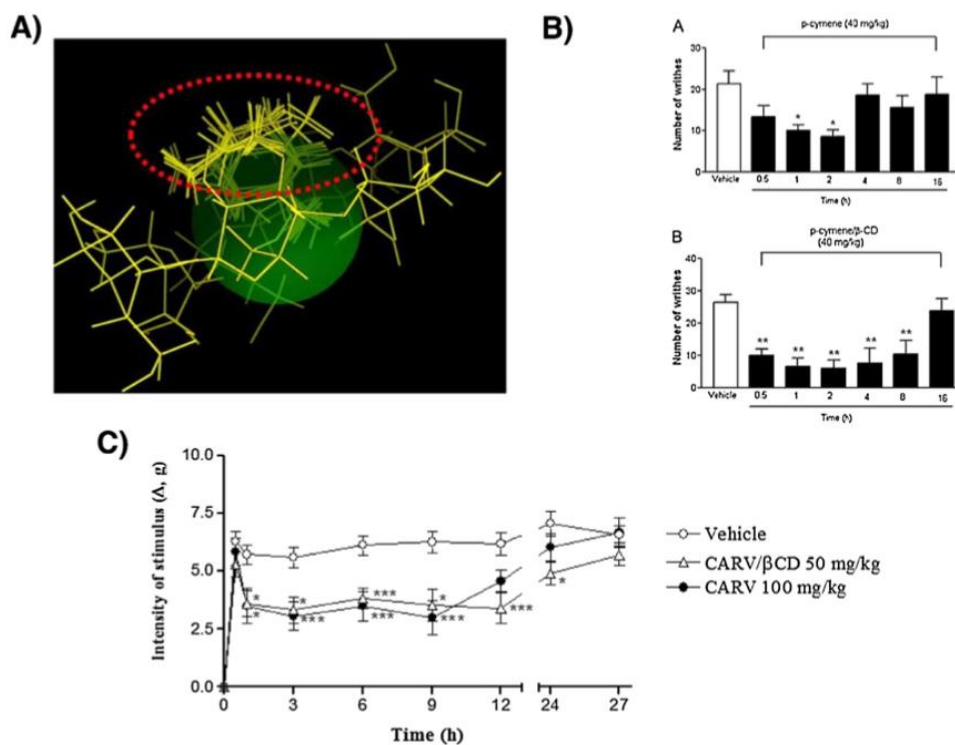 A)
B)
A
p-cymene (40 mg/kg)
Number of writhes
30
20
10
0
Vehicle
0.5
1
2
4
8
16
*
*
Time (h)
B
p-cymene/β-CD
(40 mg/kg)
Number of writhes
40
30
20
10
0
**
**
**
**
**
Vehicle
0.5
1
2
4
8
16
Time (h)
C)
Intensity of stimulus (Δ, g)
10.0
7.5
5.0
2.5
0.0
*
*
*
***
***
***
*
***
***
*
0
3
6
9
12
24
27
Time (h)
Vehicle
CARV/βCD 50 mg/kg
CARV 100 mg/kg